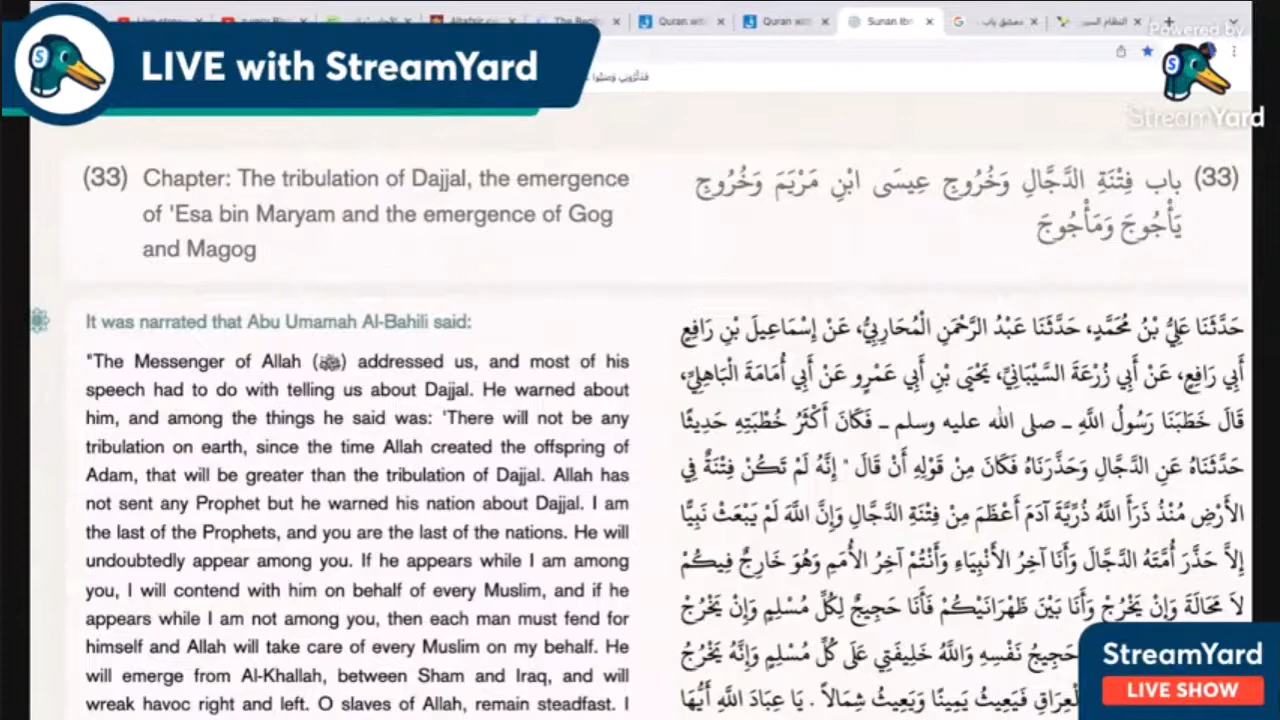 Quran wit
Quran with
Sunan Ibn
دمشق باب
النظام السي
Powered by
LIVE with StreamYard
StreamYard
(33) Chapter: The tribulation of Dajjal, the emergence
of 'Esa bin Maryam and the emergence of Gog
and Magog
(33) باب فِتْنَةِ الدَّجَّالِ وَخُرُوجِ عِيسَى ابْنِ مَرْيَمَ وَخُرُوجِ
يَأْجُوجَ وَمَأْجُوجَ
It was narrated that Abu Umamah Al-Bahili said:
"The Messenger of Allah (ﷺ) addressed us, and most of his
speech had to do with telling us about Dajjal. He warned about
him, and among the things he said was: 'There will not be any
tribulation on earth, since the time Allah created the offspring of
Adam, that will be greater than the tribulation of Dajjal. Allah has
not sent any Prophet but he warned his nation about Dajjal. I am
the last of the Prophets, and you are the last of the nations. He will
undoubtedly appear among you. If he appears while I am among
you, I will contend with him on behalf of every Muslim, and if he
appears while I am not among you, then each man must fend for
himself and Allah will take care of every Muslim on my behalf. He
will emerge from Al-Khallah, between Sham and Iraq, and will
wreak havoc right and left. O slaves of Allah, remain steadfast. I
حَدَّثَنَا عَلِيُّ بْنُ مُحَمَّدٍ، حَدَّثَنَا عَبْدُ الرَّحْمَنِ الْمُحَارِبِيُّ، عَنْ إِسْمَاعِيلَ بْنِ رَافِعٍ
أَبِي رَافِعٍ، عَنْ أَبِي زُرْعَةَ السَّيْبَانِيِّ، يَحْيَى بْنِ أَبِي عَمْرٍو عَنْ أَبِي أُمَامَةَ الْبَاهِلِيِّ،
قَالَ خَطَبَنَا رَسُولُ اللَّهِ ـ صلى الله عليه وسلم ـ فَكَانَ أَكْثَرُ خُطْبَتِهِ حَدِيثًا
حَدَّثَنَاهُ عَنِ الدَّجَّالِ وَحَذَّرَنَاهُ فَكَانَ مِنْ قَوْلِهِ أَنْ قَالَ ‏"‏ إِنَّهُ لَمْ تَكُنْ فِتْنَةٌ فِي
الأَرْضِ مُنْذُ ذَرَأَ اللَّهُ ذُرِّيَّةَ آدَمَ أَعْظَمَ مِنْ فِتْنَةِ الدَّجَّالِ وَإِنَّ اللَّهَ لَمْ يَبْعَثْ نَبِيًّا
إِلاَّ حَذَّرَ أُمَّتَهُ الدَّجَّالَ وَأَنَا آخِرُ الأَنْبِيَاءِ وَأَنْتُمْ آخِرُ الأُمَمِ وَهُوَ خَارِجٌ فِيكُمْ
لاَ مَحَالَةَ وَإِنْ يَخْرُجْ وَأَنَا بَيْنَ ظَهْرَانَيْكُمْ فَأَنَا حَجِيجٌ لِكُلِّ مُسْلِمٍ وَإِنْ يَخْرُجْ
حَجِيجُ نَفْسِهِ وَاللَّهُ خَلِيفَتِي عَلَى كُلِّ مُسْلِمٍ وَإِنَّهُ يَخْرُجُ
فَيَعِيثُ يَمِينًا وَيَعِيثُ شِمَالاً ‏.‏ يَا عِبَادَ اللَّهِ أَيُّهَا
StreamYard
LIVE SHOW